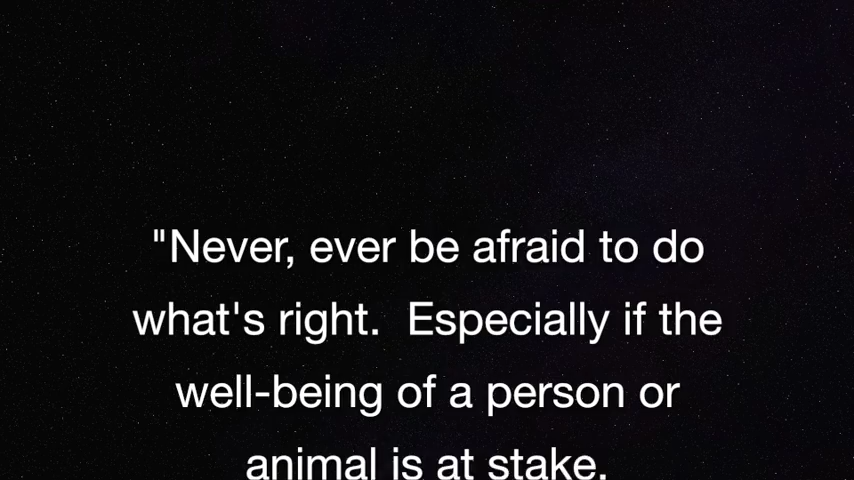 "Never, ever be afraid to do
what's right.  Especially if the
well-being of a person or
animal is at stake.